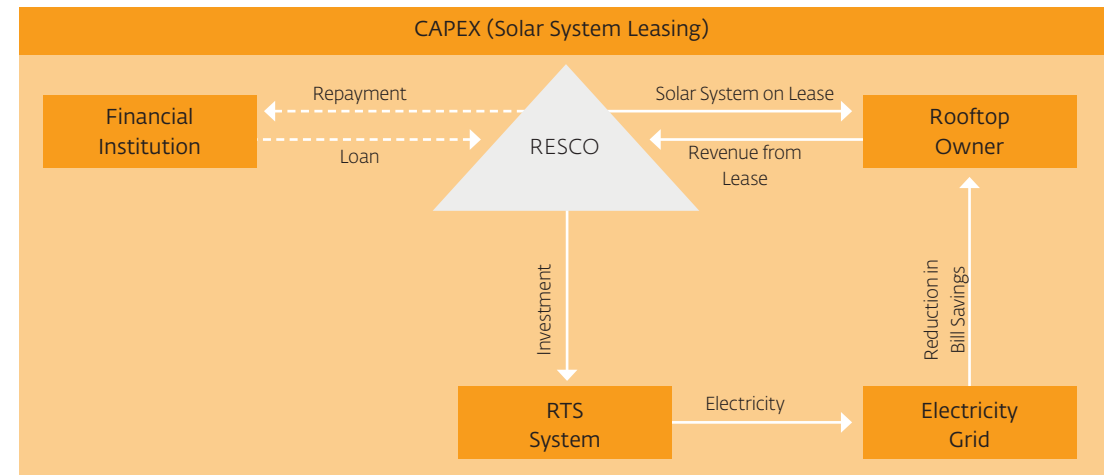 CAPEX (Solar System Leasing)
Financial
Institution
Repayment
Loan
RESCO
Solar System on Lease
Revenue from
Lease
Rooftop
Owner
Investment
Reduction in
Bill Savings
RTS
System
Electricity
Electricity
Grid